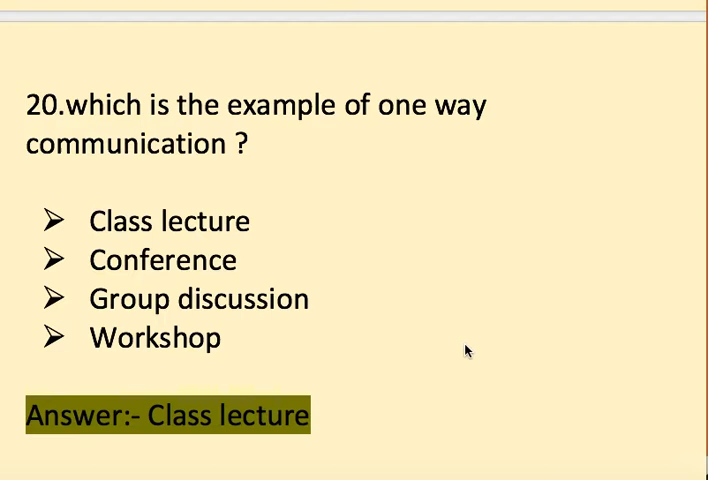 20.which is the example of one way
communication ?
➢ Class lecture
➢ Conference
➢ Group discussion
➢ Workshop
Answer:- Class lecture